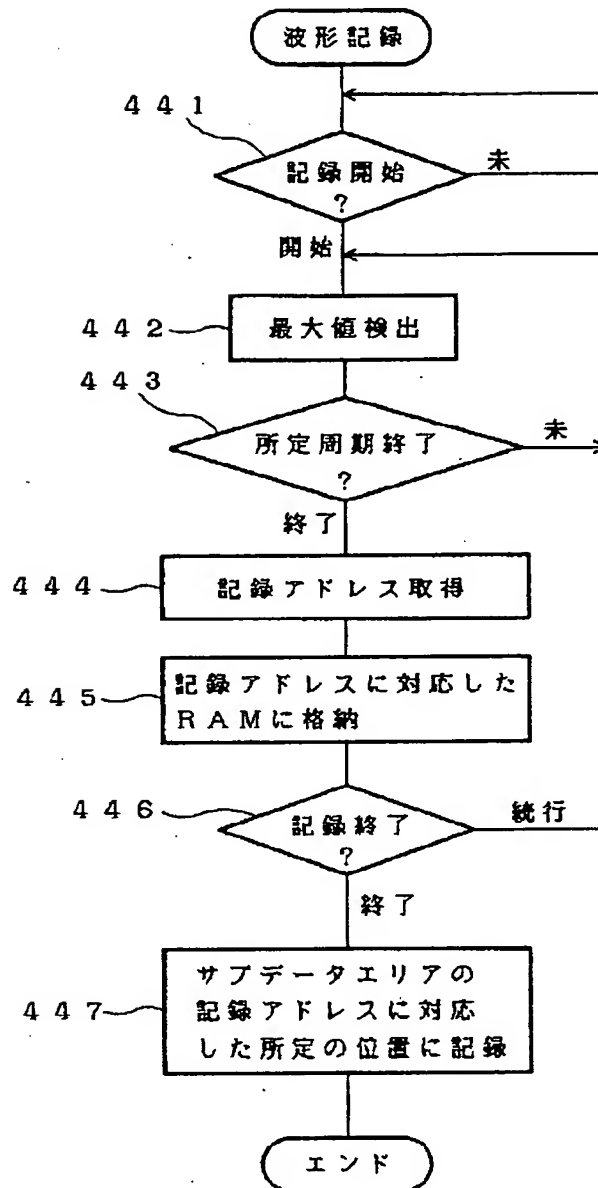 波形記録
441
記録開始
?
未
開始
442
最大値検出
443
所定周期終了
?
未
終了
444
記録アドレス取得
445
記録アドレスに対応した
RAMに格納
446
記録終了
?
続行
終了
447
サブデータエリアの
記録アドレスに対応
した所定の位置に記録
エンド